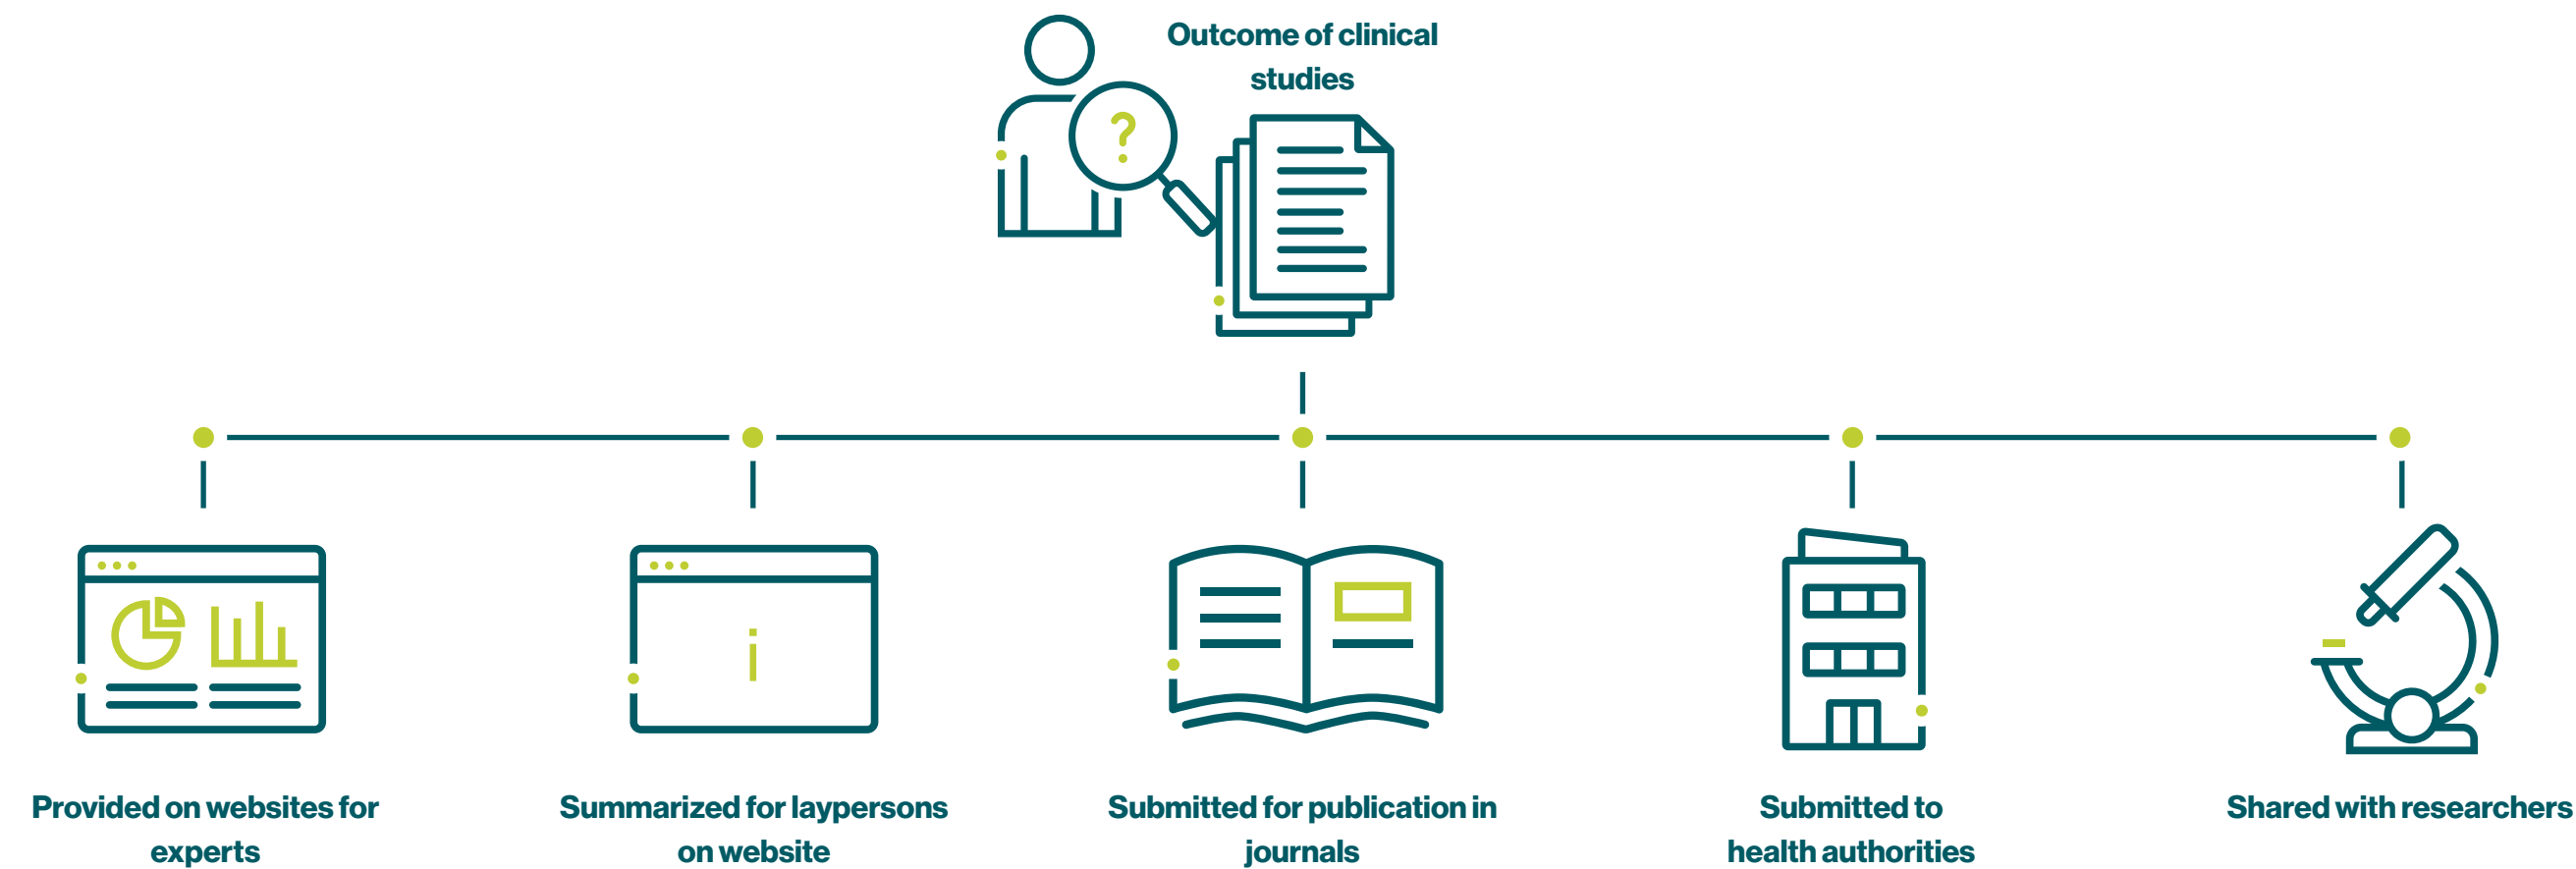 Outcome of clinical
studies
?
i
Provided on websites for
experts
Summarized for laypersons
on website
Submitted for publication in
journals
Submitted to
health authorities
Shared with researchers